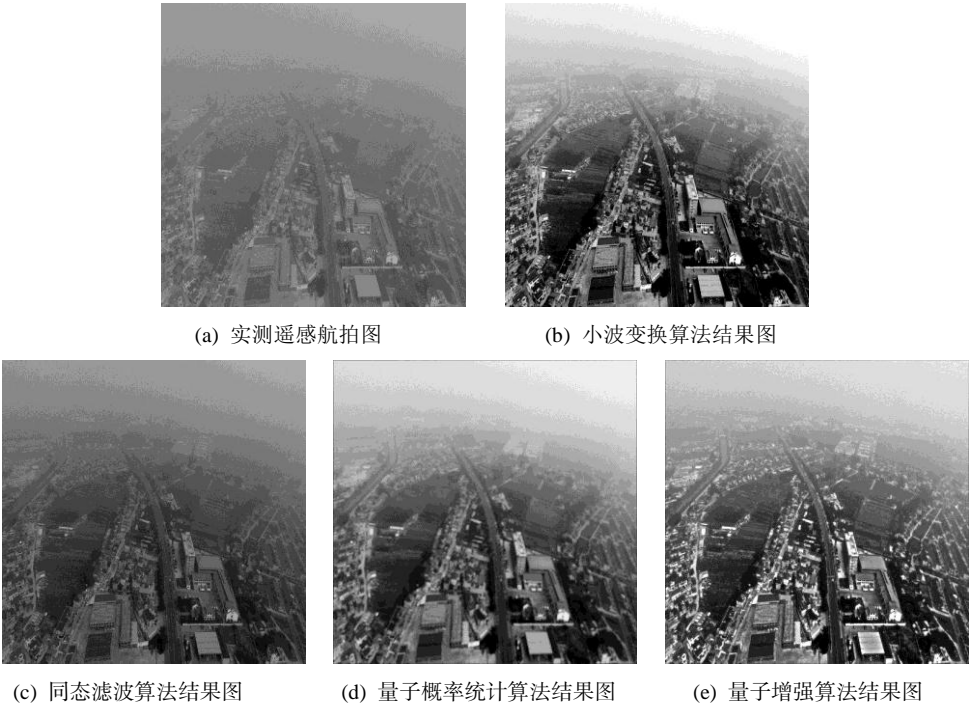 (a) 实测遥感航拍图
(b) 小波变换算法结果图
(c) 同态滤波算法结果图
(d) 量子概率统计算法结果图
(e) 量子增强算法结果图